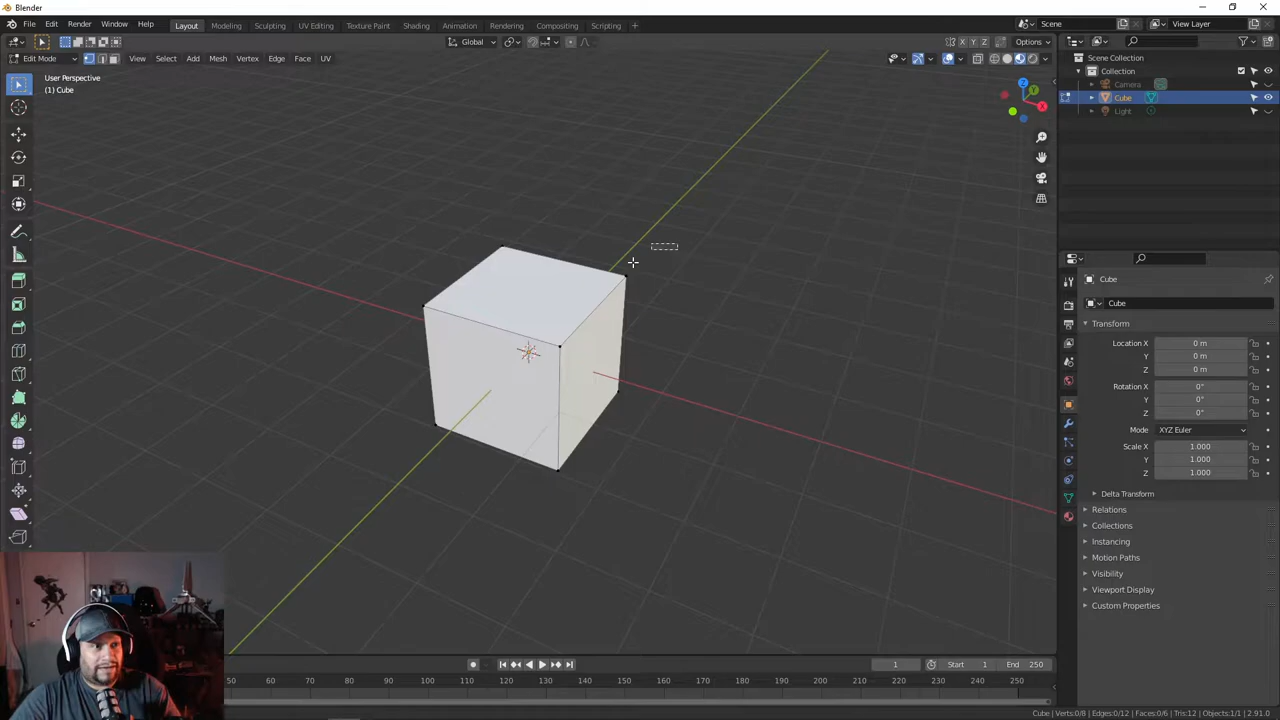 Blender
File Edit Render Window Help Layout Modeling Sculpting UV Editing Texture Paint Shading Animation Rendering Compositing Scripting + Scene View Layer
Global X Y Z Options
Edit Mode View Select Add Mesh Vertex Edge Face UV
User Perspective
(1) Cube
Z
Y
X
Scene Collection
Collection
Camera
Cube
Light
Cube
Cube
Transform
Location X 0 m
Y 0 m
Z 0 m
Rotation X 0°
Y 0°
Z 0°
Mode XYZ Euler
Scale X 1.000
Y 1.000
Z 1.000
Delta Transform
Relations
Collections
Instancing
Motion Paths
Visibility
Viewport Display
Custom Properties
1 Start 1 End 250
50 60 70 80 90 100 110 120 130 140 150 160 170 180 190 200 210 220 230 240 250
Cube | Verts:0/8 | Edges:0/12 | Faces:0/6 | Tris:12 | Objects:1/1 | 2.91.0